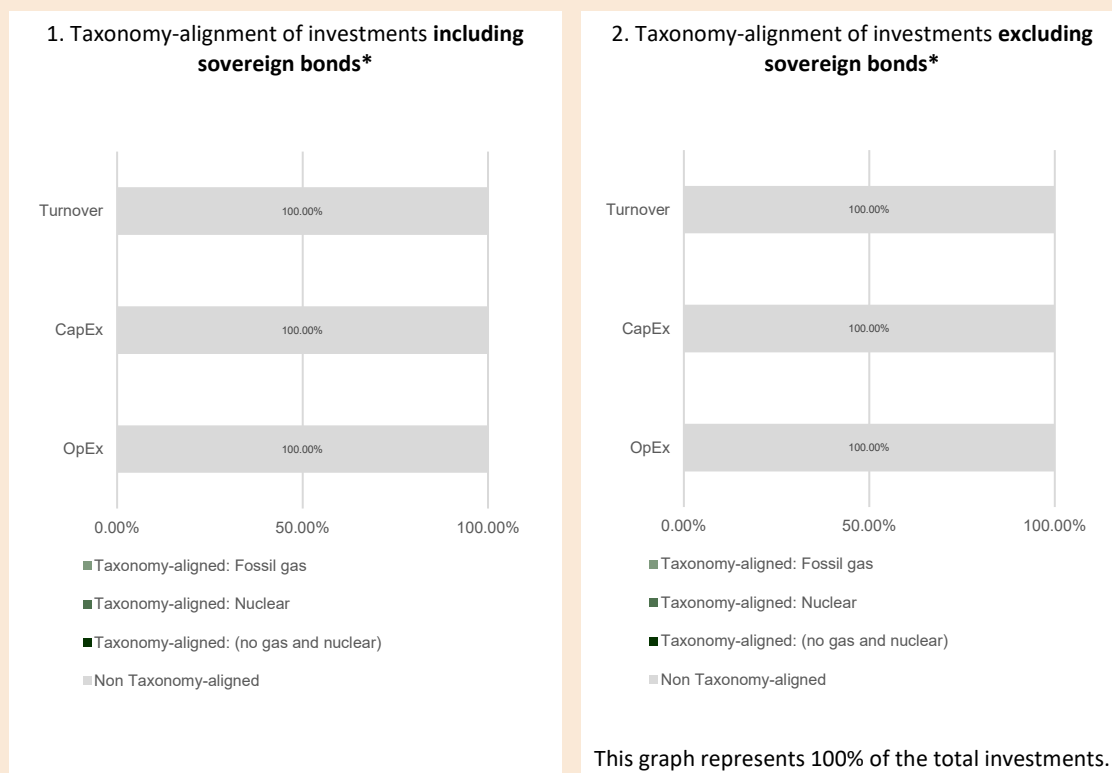 1. Taxonomy-alignment of investments including
sovereign bonds*
Turnover
100.00%
CapEx
100.00%
OpEx
100.00%
0.00%
50.00%
100.00%
Taxonomy-aligned: Fossil gas
Taxonomy-aligned: Nuclear
Taxonomy-aligned: (no gas and nuclear)
Non Taxonomy-aligned
2. Taxonomy-alignment of investments excluding
sovereign bonds*
Turnover
100.00%
CapEx
100.00%
OpEx
100.00%
0.00%
50.00%
100.00%
Taxonomy-aligned: Fossil gas
Taxonomy-aligned: Nuclear
Taxonomy-aligned: (no gas and nuclear)
Non Taxonomy-aligned
This graph represents 100% of the total investments.